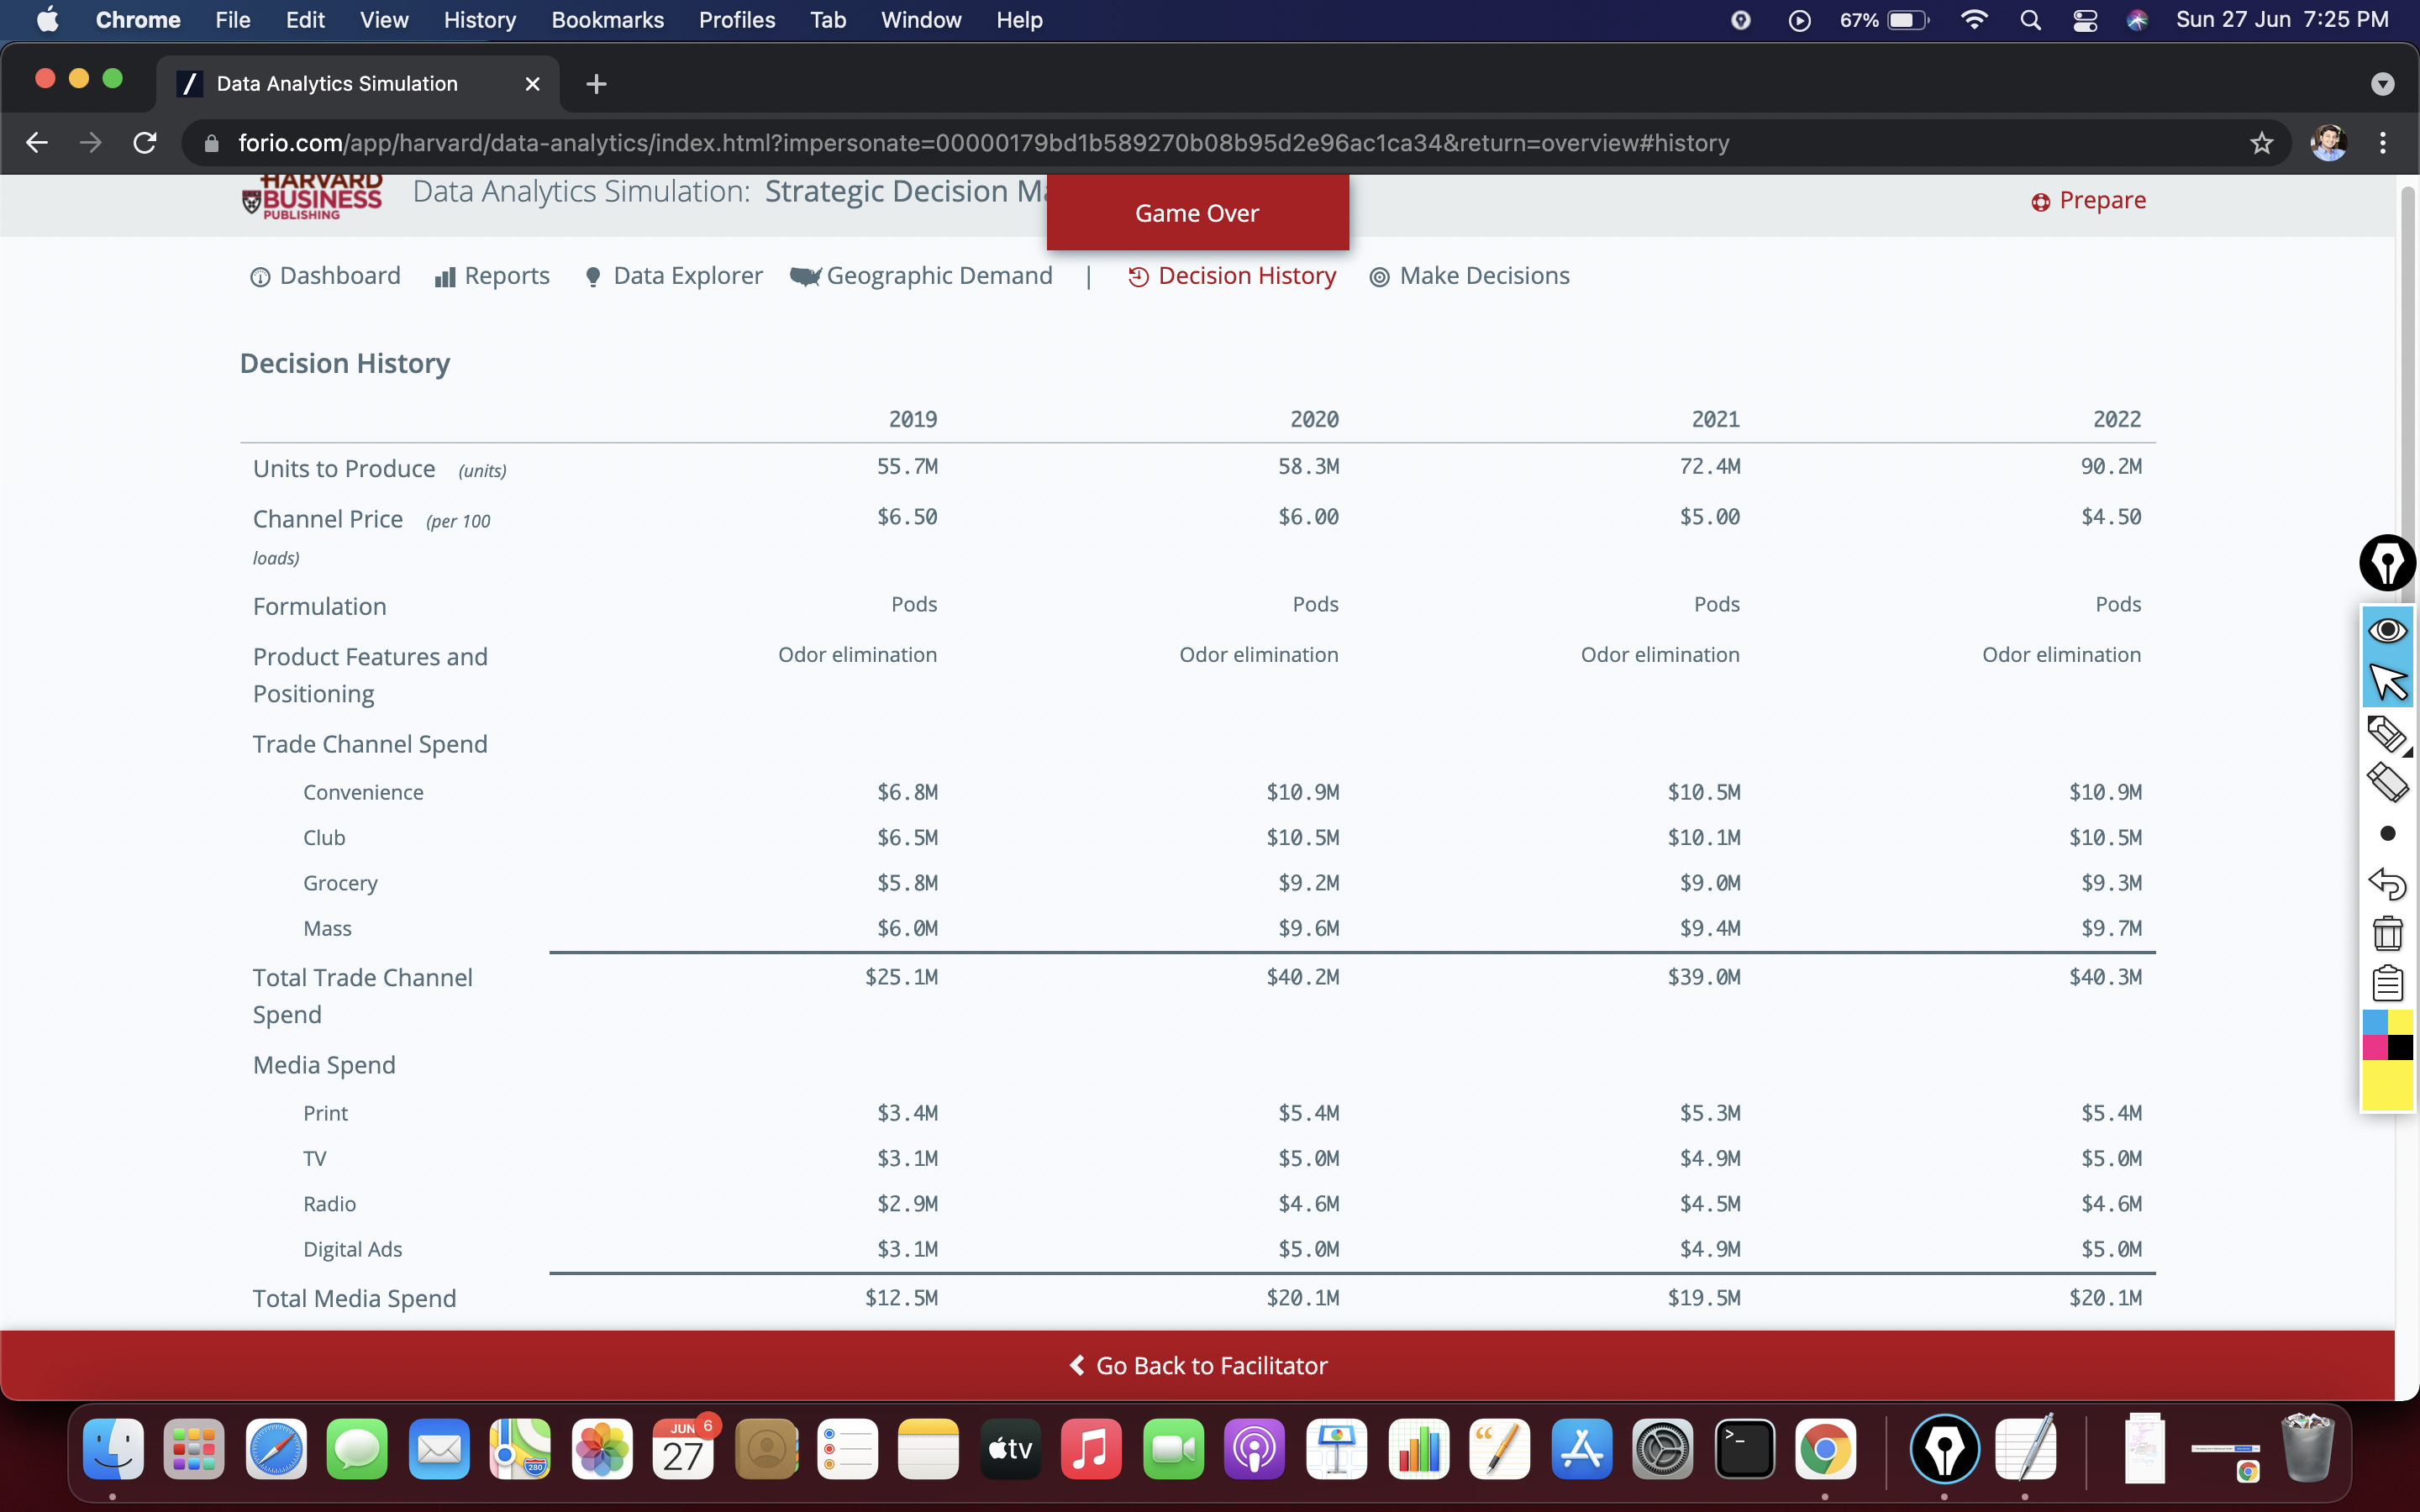 Chrome File Edit View History Bookmarks Profiles Tab Window Help 67% Sun 27 Jun 7:25 PM
Data Analytics Simulation
forio.com/app/harvard/data-analytics/index.html?impersonate=00000179bd1b589270b08b95d2e96ac1ca34&return=overview#history
HARVARD
BUSINESS
PUBLISHING
Data Analytics Simulation: Strategic Decision Ma
Game Over
Prepare
Dashboard Reports Data Explorer Geographic Demand | Decision History Make Decisions
Decision History
2019 2020 2021 2022
Units to Produce (units) 55.7M 58.3M 72.4M 90.2M
Channel Price (per 100 $6.50 $6.00 $5.00 $4.50
loads)
Formulation Pods Pods Pods Pods
Product Features and Odor elimination Odor elimination Odor elimination Odor elimination
Positioning
Trade Channel Spend
Convenience $6.8M $10.9M $10.5M $10.9M
Club $6.5M $10.5M $10.1M $10.5M
Grocery $5.8M $9.2M $9.0M $9.3M
Mass $6.0M $9.6M $9.4M $9.7M
Total Trade Channel $25.1M $40.2M $39.0M $40.3M
Spend
Media Spend
Print $3.4M $5.4M $5.3M $5.4M
TV $3.1M $5.0M $4.9M $5.0M
Radio $2.9M $4.6M $4.5M $4.6M
Digital Ads $3.1M $5.0M $4.9M $5.0M
Total Media Spend $12.5M $20.1M $19.5M $20.1M
Go Back to Facilitator
JUN 6
27
280
tv
>_